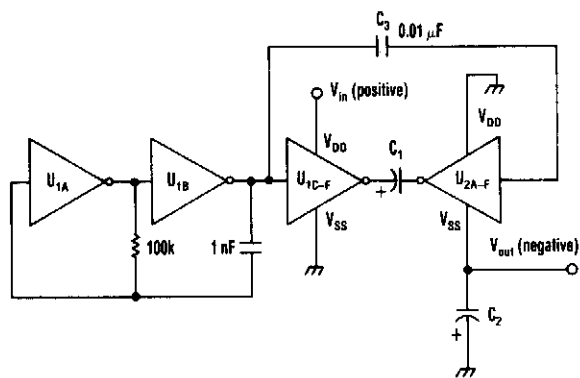 C3
0.01 μF
Vin (positive)
VDD
VDD
C1
U1A
U1B
U1C–F
U2A–F
VSS
VSS
100k
1 nF
Vout (negative)
C2
+
+